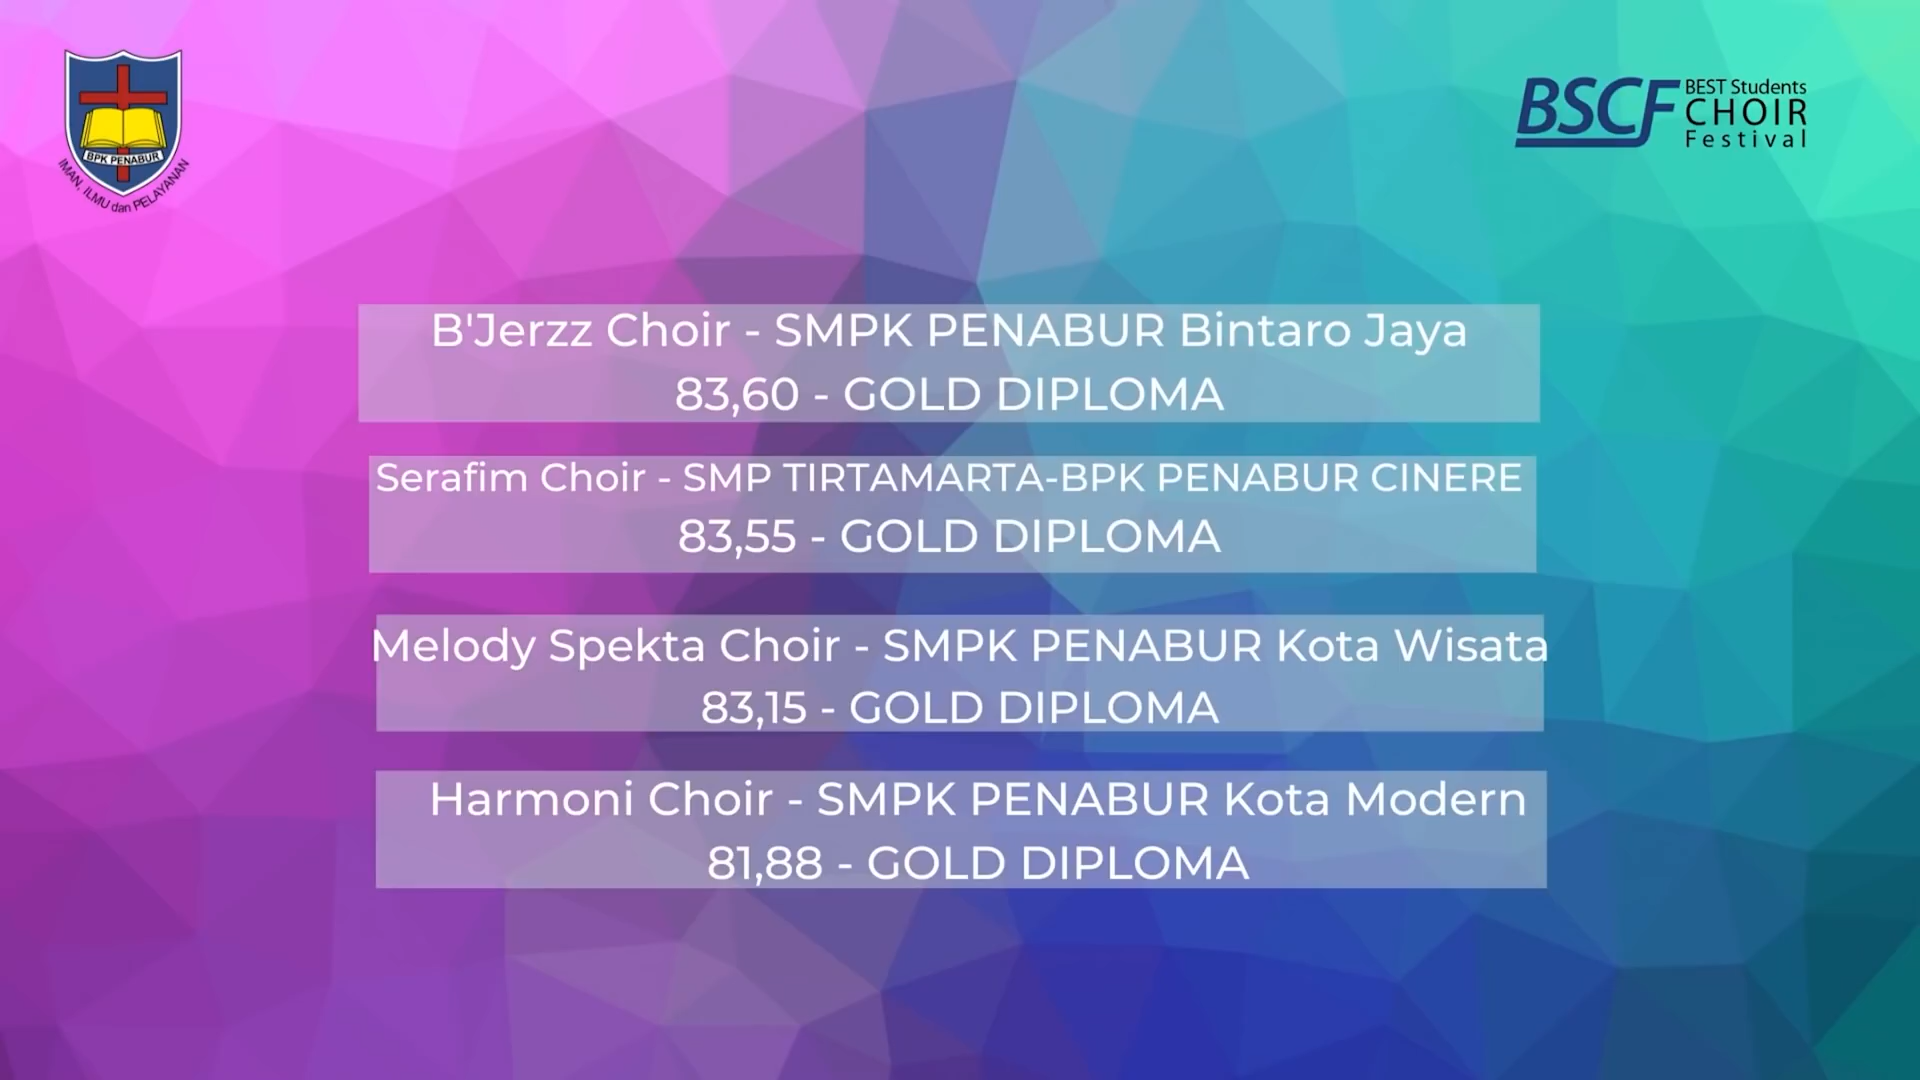 BPK PENABUR
IMAN, ILMU dan PELAYANAN
BSCF
BEST Students
CHOIR
Festival
B'Jerzz Choir - SMPK PENABUR Bintaro Jaya
83,60 - GOLD DIPLOMA
Serafim Choir - SMP TIRTAMARTA-BPK PENABUR CINERE
83,55 - GOLD DIPLOMA
Melody Spekta Choir - SMPK PENABUR Kota Wisata
83,15 - GOLD DIPLOMA
Harmoni Choir - SMPK PENABUR Kota Modern
81,88 - GOLD DIPLOMA